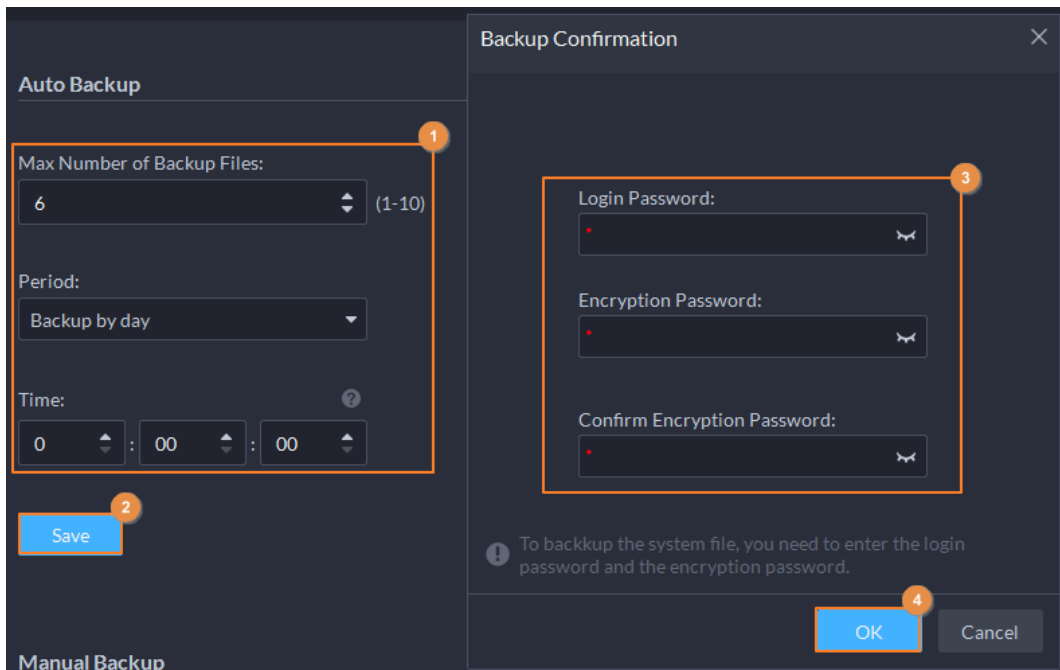 Auto Backup
1
Max Number of Backup Files:
6 (1-10)
Period:
Backup by day
Time: ?
0 : 00 : 00
2
Save
Manual Backup
Backup Confirmation
3
Login Password:
*
Encryption Password:
*
Confirm Encryption Password:
*
! To backkup the system file, you need to enter the login
password and the encryption password.
4
OK Cancel